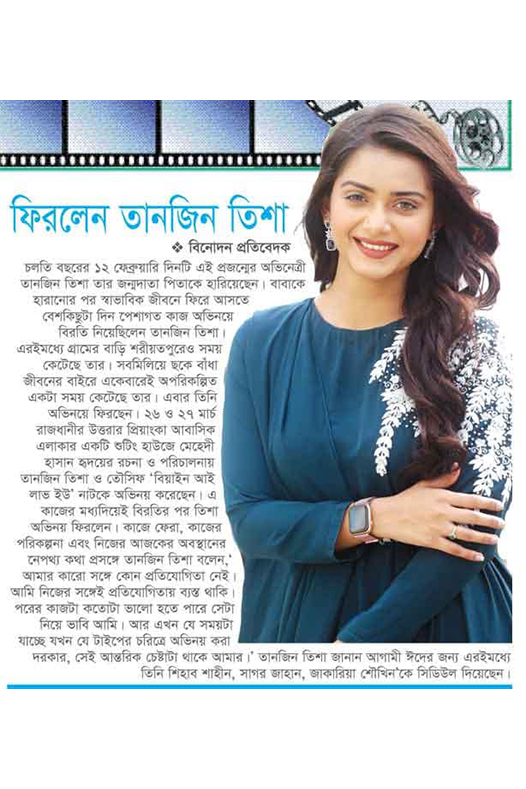 ফিরলেন তানজিন তিশা
❖ বিনোদন প্রতিবেদক
চলতি বছরের ১২ ফেব্রুয়ারি দিনটি এই প্রজন্মের অভিনেত্রী
তানজিন তিশা তার জন্মদাতা পিতাকে হারিয়েছেন। বাবাকে
হারানোর পর স্বাভাবিক জীবনে ফিরে আসতে
বেশকিছুটা দিন পেশাগত কাজ অভিনয়ে
বিরতি নিয়েছিলেন তানজিন তিশা।
এরইমধ্যে গ্রামের বাড়ি শরীয়তপুরেও সময়
কেটেছে তার। সবমিলিয়ে ছকে বাঁধা
জীবনের বাইরে একেবারেই অপরিকল্পিত
একটা সময় কেটেছে তার। এবার তিনি
অভিনয়ে ফিরছেন। ২৬ ও ২৭ মার্চ
রাজধানীর উত্তরার প্রিয়াংকা আবাসিক
এলাকার একটি শুটিং হাউজে মেহেদী
হাসান হৃদয়ের রচনা ও পরিচালনায়
তানজিন তিশা ও তৌসিফ ‘বিয়াইন আই
লাভ ইউ’ নাটকে অভিনয় করেছেন। এ
কাজের মধ্যদিয়েই বিরতির পর তিশা
অভিনয় ফিরলেন। কাজে ফেরা, কাজের
পরিকল্পনা এবং নিজের আজকের অবস্থানের
নেপথ্য কথা প্রসঙ্গে তানজিন তিশা বলেন,‘
আমার কারো সঙ্গে কোন প্রতিযোগিতা নেই।
আমি নিজের সঙ্গেই প্রতিযোগিতায় ব্যস্ত থাকি।
পরের কাজটা কতোটা ভালো হতে পারে সেটা
নিয়ে ভাবি আমি। আর এখন যে সময়টা
যাচ্ছে যখন যে টাইপের চরিত্রে অভিনয় করা
দরকার, সেই আন্তরিক চেষ্টাটা থাকে আমার।’ তানজিন তিশা জানান আগামী ঈদের জন্য এরইমধ্যে
তিনি শিহাব শাহীন, সাগর জাহান, জাকারিয়া শৌখিন‘কে সিডিউল দিয়েছেন।